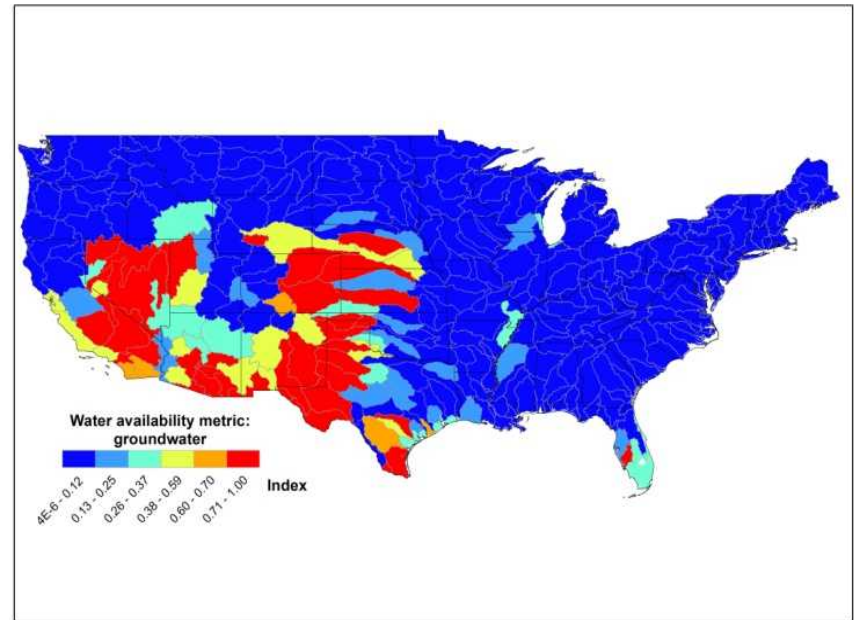 Water availability metric:
groundwater
Index
4E-6 - 0.12
0.13 - 0.25
0.26 - 0.37
0.38 - 0.59
0.60 - 0.70
0.71 - 1.00